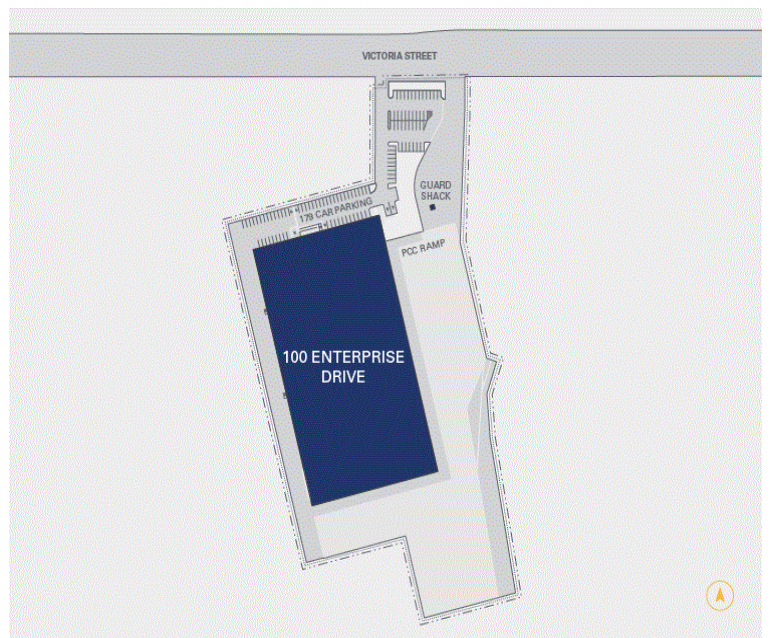 VICTORIA STREET
GUARD
SHACK
179 CAR PARKING
PCC RAMP
100 ENTERPRISE
DRIVE